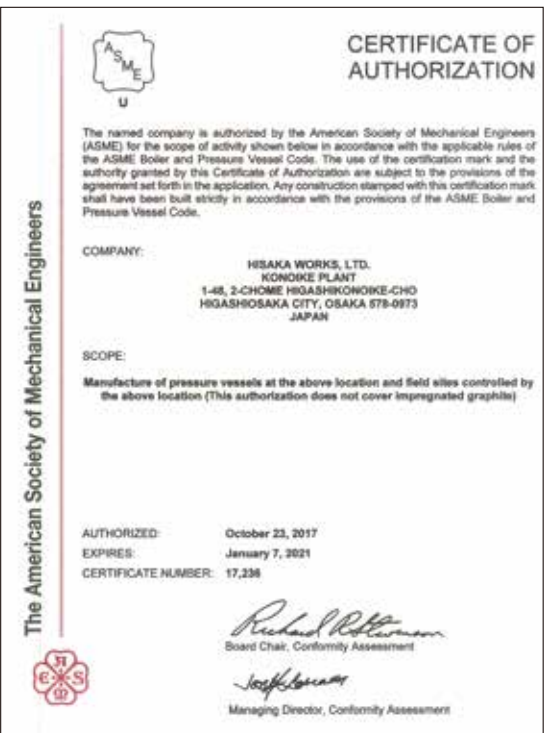 ASME
U
CERTIFICATE OF
AUTHORIZATION
The named company is authorized by the American Society of Mechanical Engineers
(ASME) for the scope of activity shown below in accordance with the applicable rules of
the ASME Boiler and Pressure Vessel Code. The use of the certification mark and the
authority granted by this Certificate of Authorization are subject to the provisions of the
agreement set forth in the application. Any construction stamped with this certification mark
shall have been built strictly in accordance with the provisions of the ASME Boiler and
Pressure Vessel Code.
COMPANY:
HISAKA WORKS, LTD.
KONOIKE PLANT
1-48, 2-CHOME HIGASHIKONOIKE-CHO
HIGASHIOSAKA CITY, OSAKA 578-0973
JAPAN
SCOPE:
Manufacture of pressure vessels at the above location and field sites controlled by
the above location (This authorization does not cover impregnated graphite)
AUTHORIZED: October 23, 2017
EXPIRES: January 7, 2021
CERTIFICATE NUMBER: 17,236
Board Chair, Conformity Assessment
Managing Director, Conformity Assessment
The American Society of Mechanical Engineers